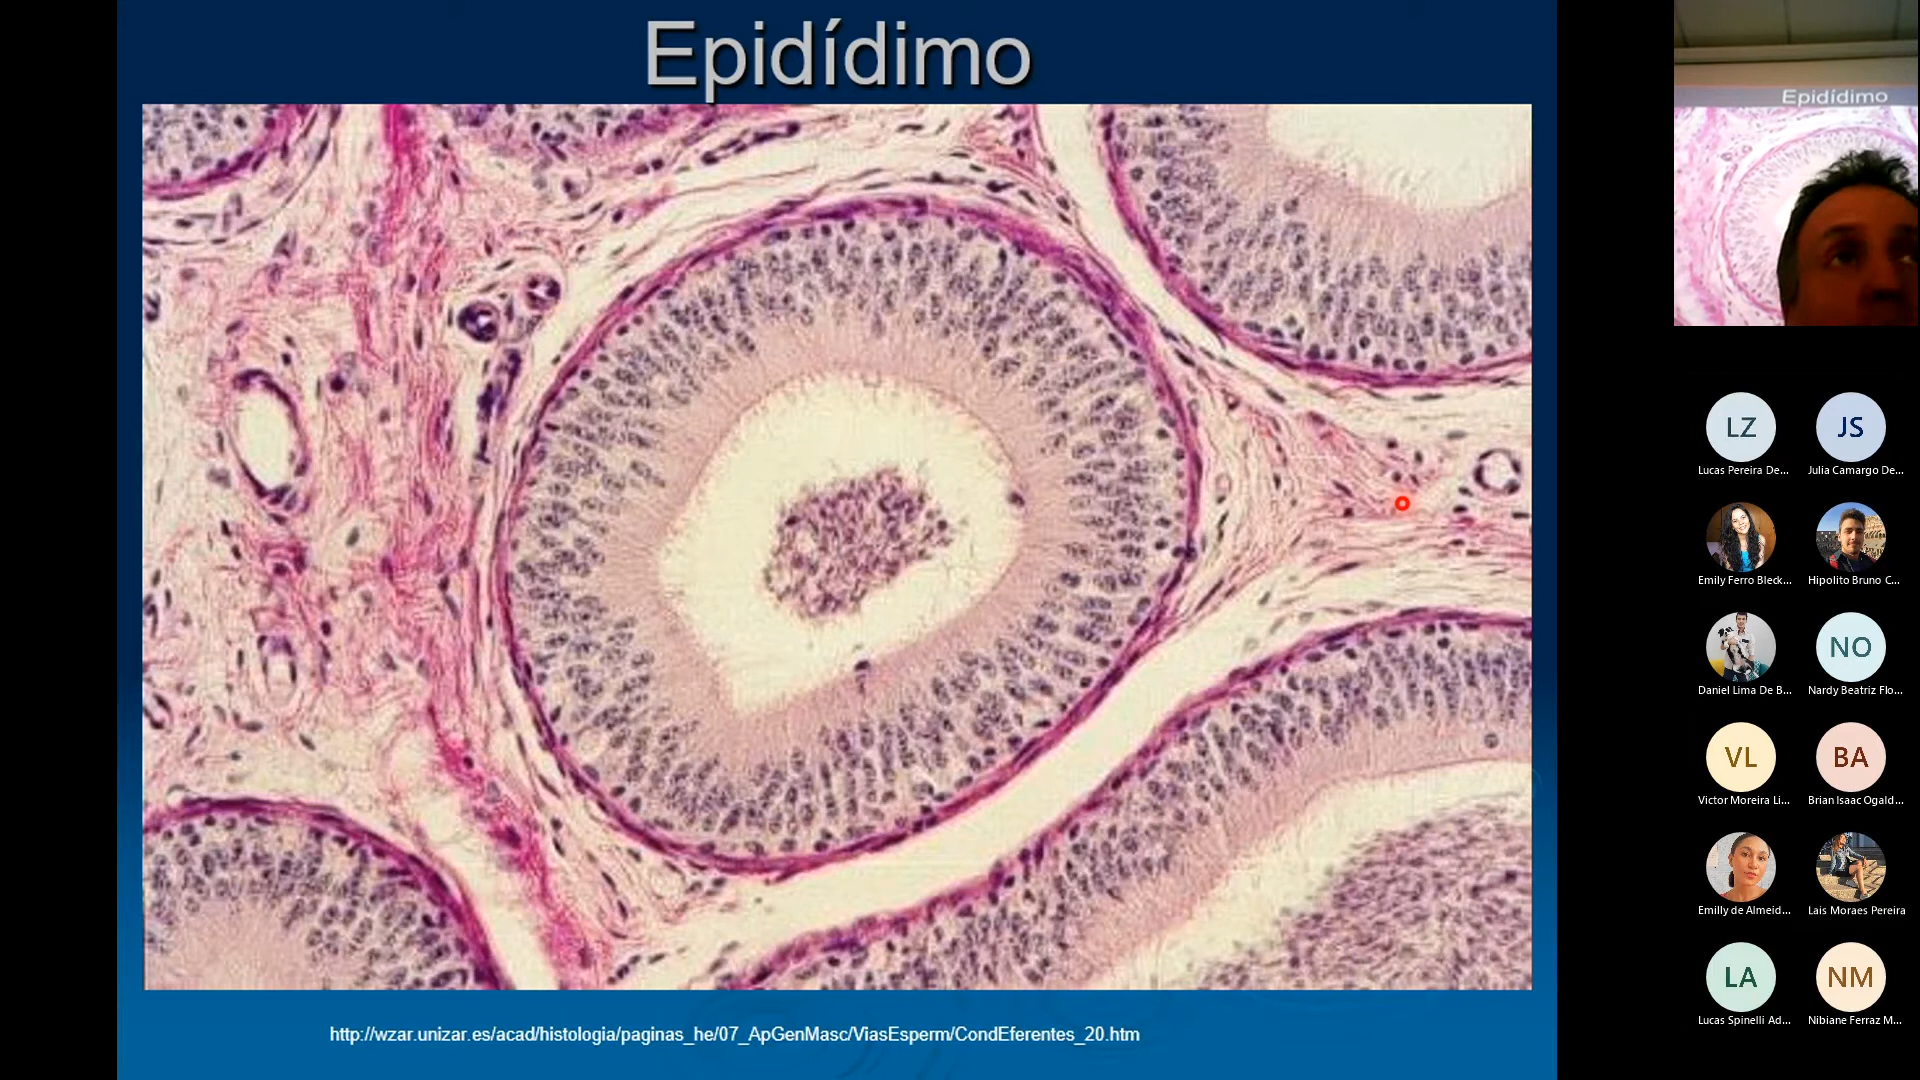 Epidídimo
http://wzar.unizar.es/acad/histologia/paginas_he/07_ApGenMasc/ViasEsperm/CondEferentes_20.htm
Epidídimo
LZ JS
Lucas Pereira De... Julia Camargo De...
Emily Ferro Bleck... Hipolito Bruno C...
NO
Daniel Lima De B... Nardy Beatriz Flo...
VL BA
Victor Moreira Li... Brian Isaac Ogald...
Emilly de Almeid... Lais Moraes Pereira
LA NM
Lucas Spinelli Ad... Nibiane Ferraz M...